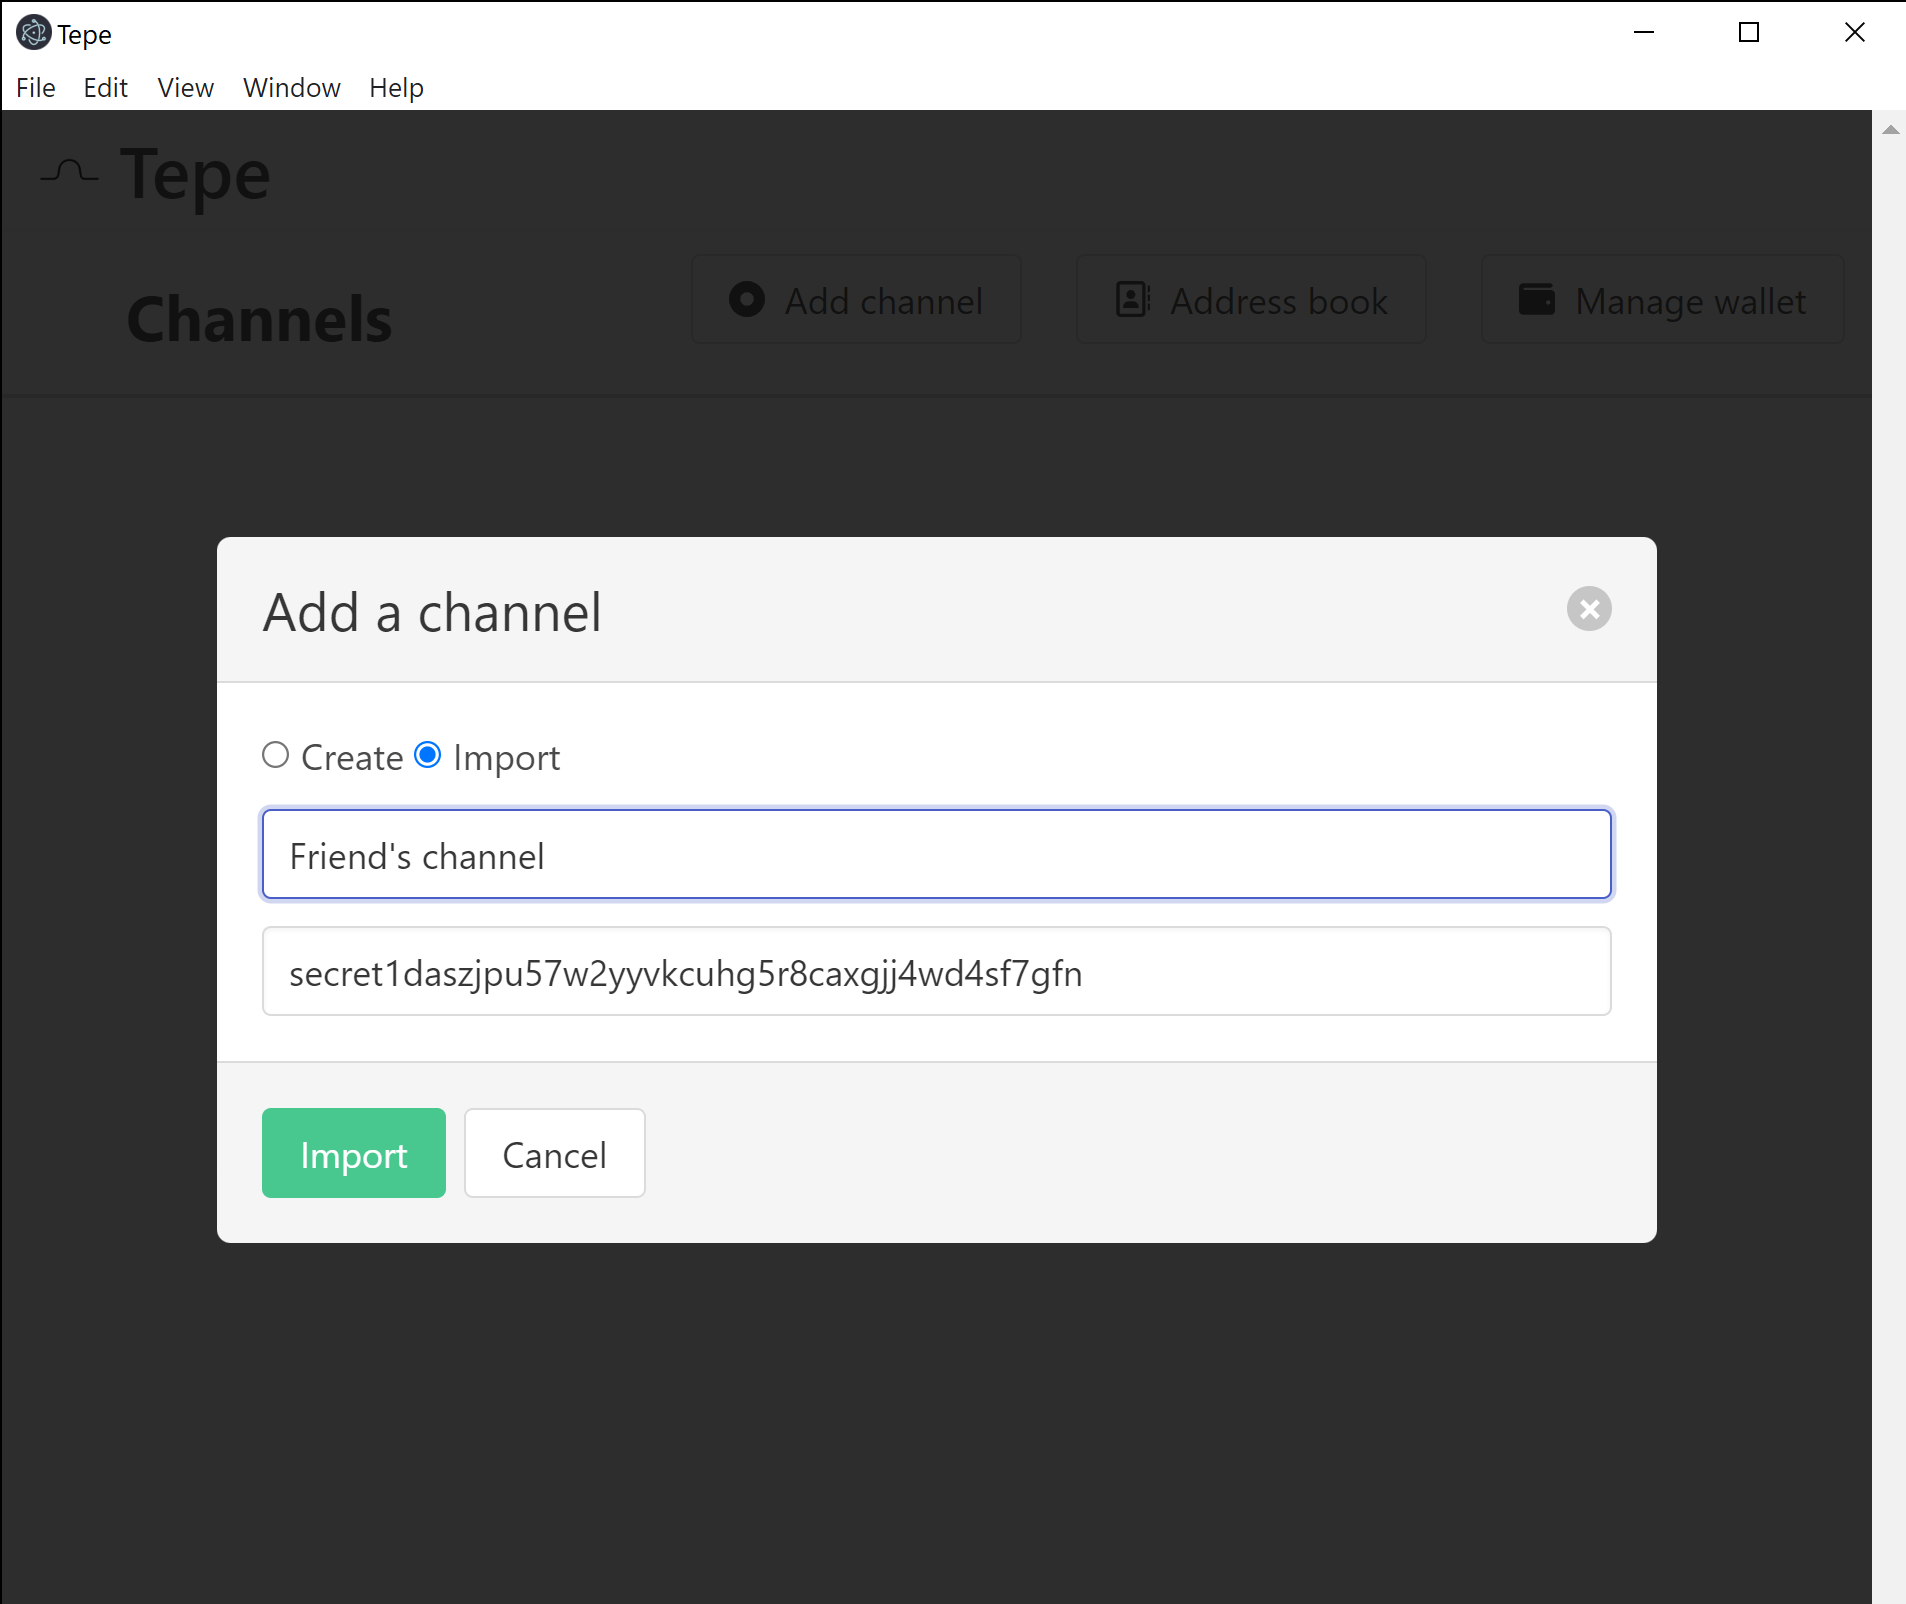 Tepe
File Edit View Window Help
Tepe
Channels Add channel Address book Manage wallet
Add a channel
Create Import
Friend's channel
secret1daszjpu57w2yyvkcuhg5r8caxgjj4wd4sf7gfn
Import Cancel